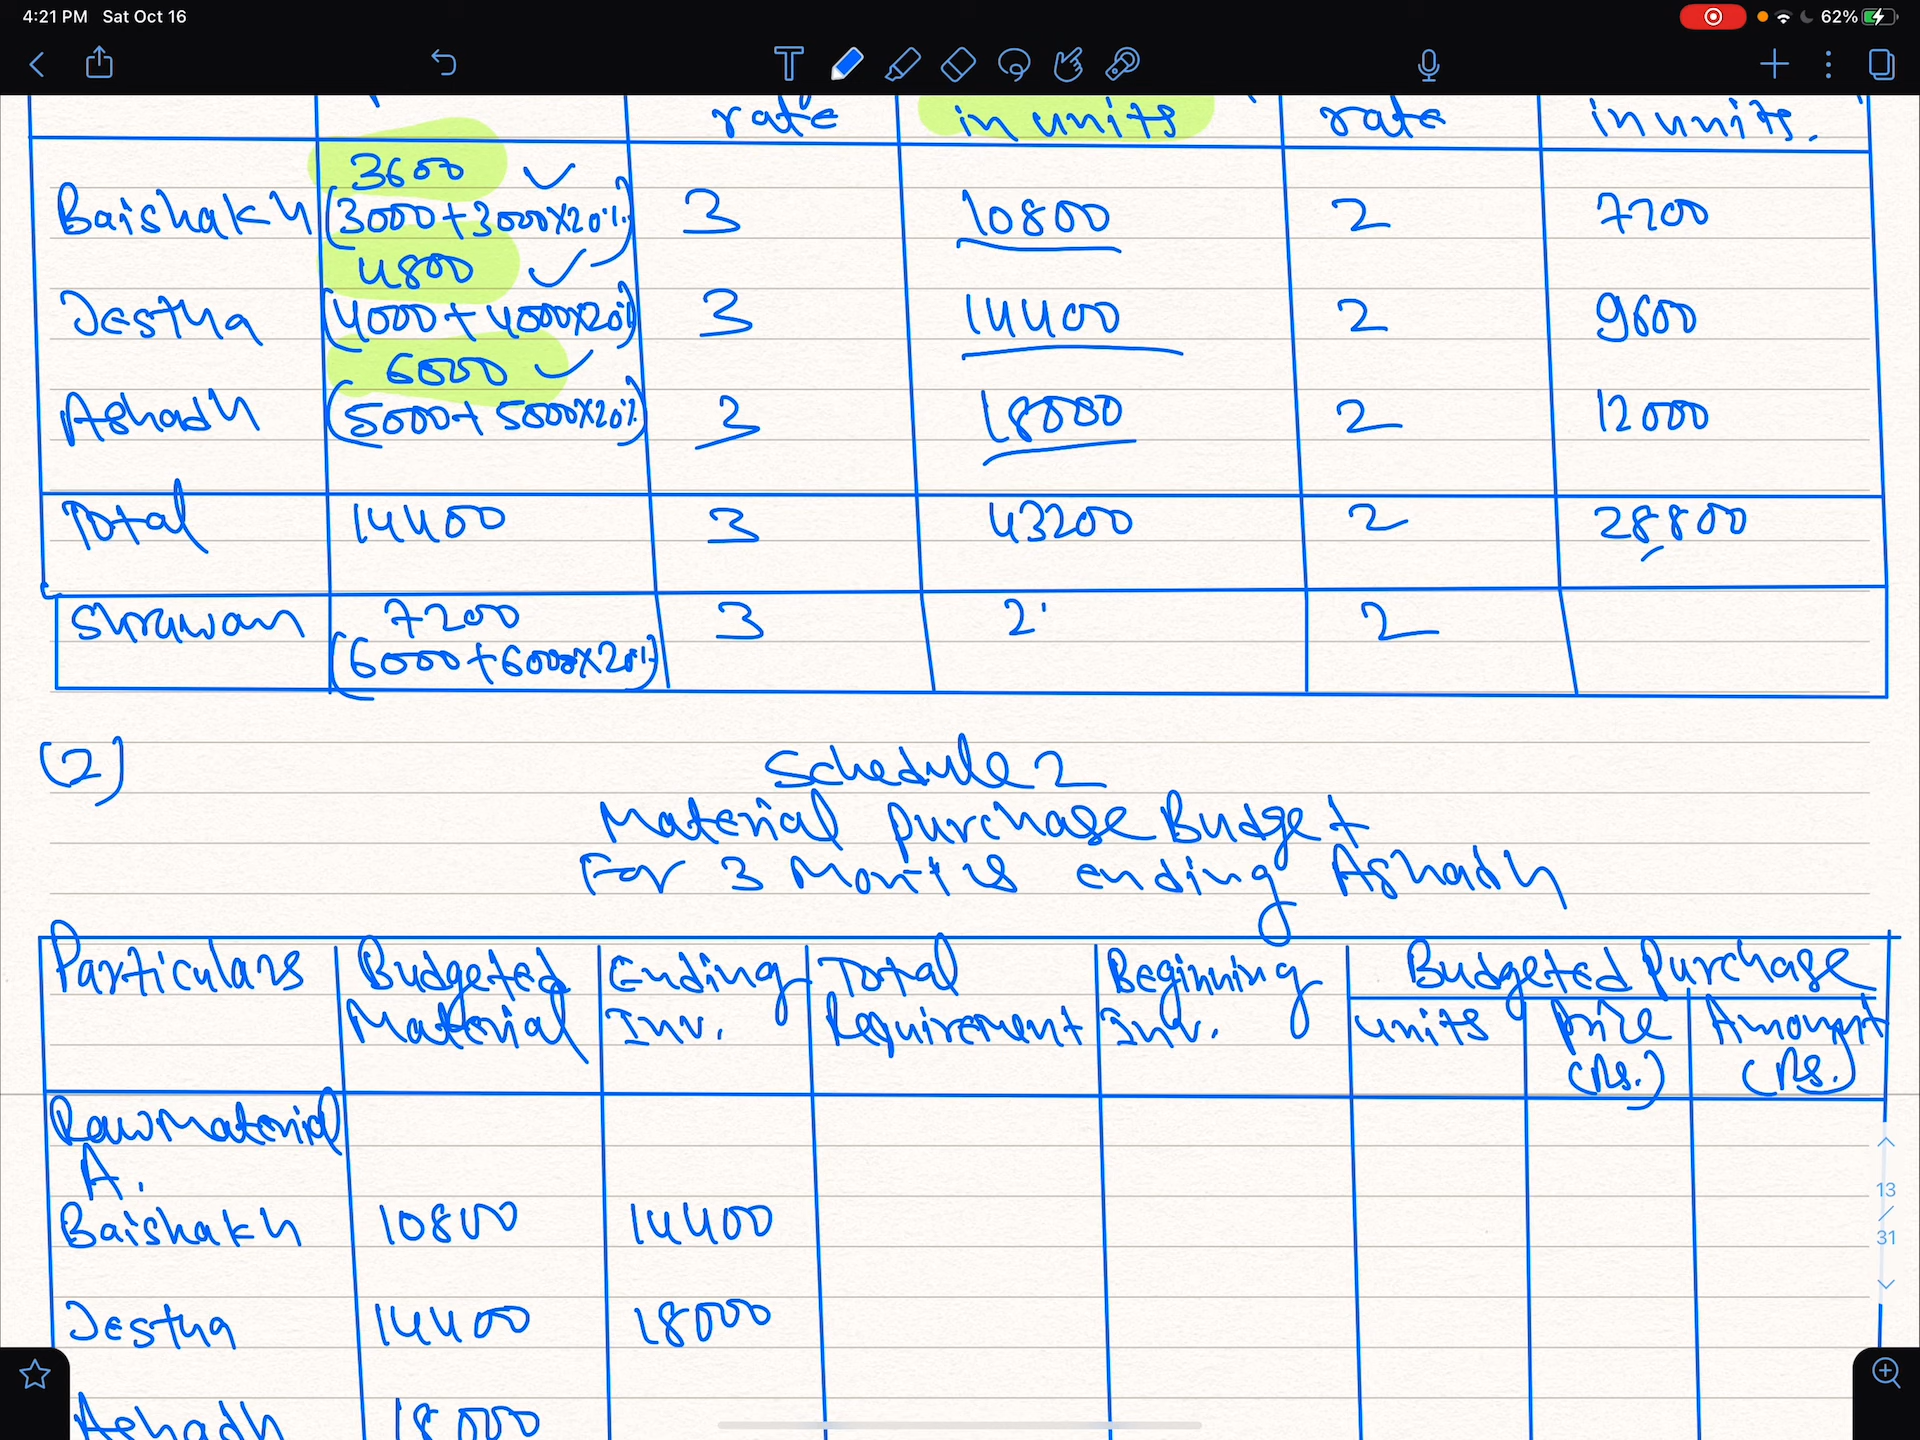 4:21 PM Sat Oct 16 62%
rate in units rate in units.
3600
Baishakh (3000+3000×20%) 3 10800 2 7200
4800
Jestha (4000+4000×20%) 3 14400 2 9600
6000
Ashadh (5000+5000×20%) 3 18000 2 12000
Total 14400 3 43200 2 28,800
Shrawan 7200 3 2 2
(6000+6000×20%)
(2) Schedule 2
Material purchase Budget
For 3 Months ending Ashadh
Particulars Budgeted Ending Total Beginning Budgeted Purchase
Material Inv. Requirement Inv. units Price Amount
(Rs.) (Rs.)
Raw Material
A.
13
/
31
Baishakh 10800 14400
Jestha 14400 18000
Ashadh 18000